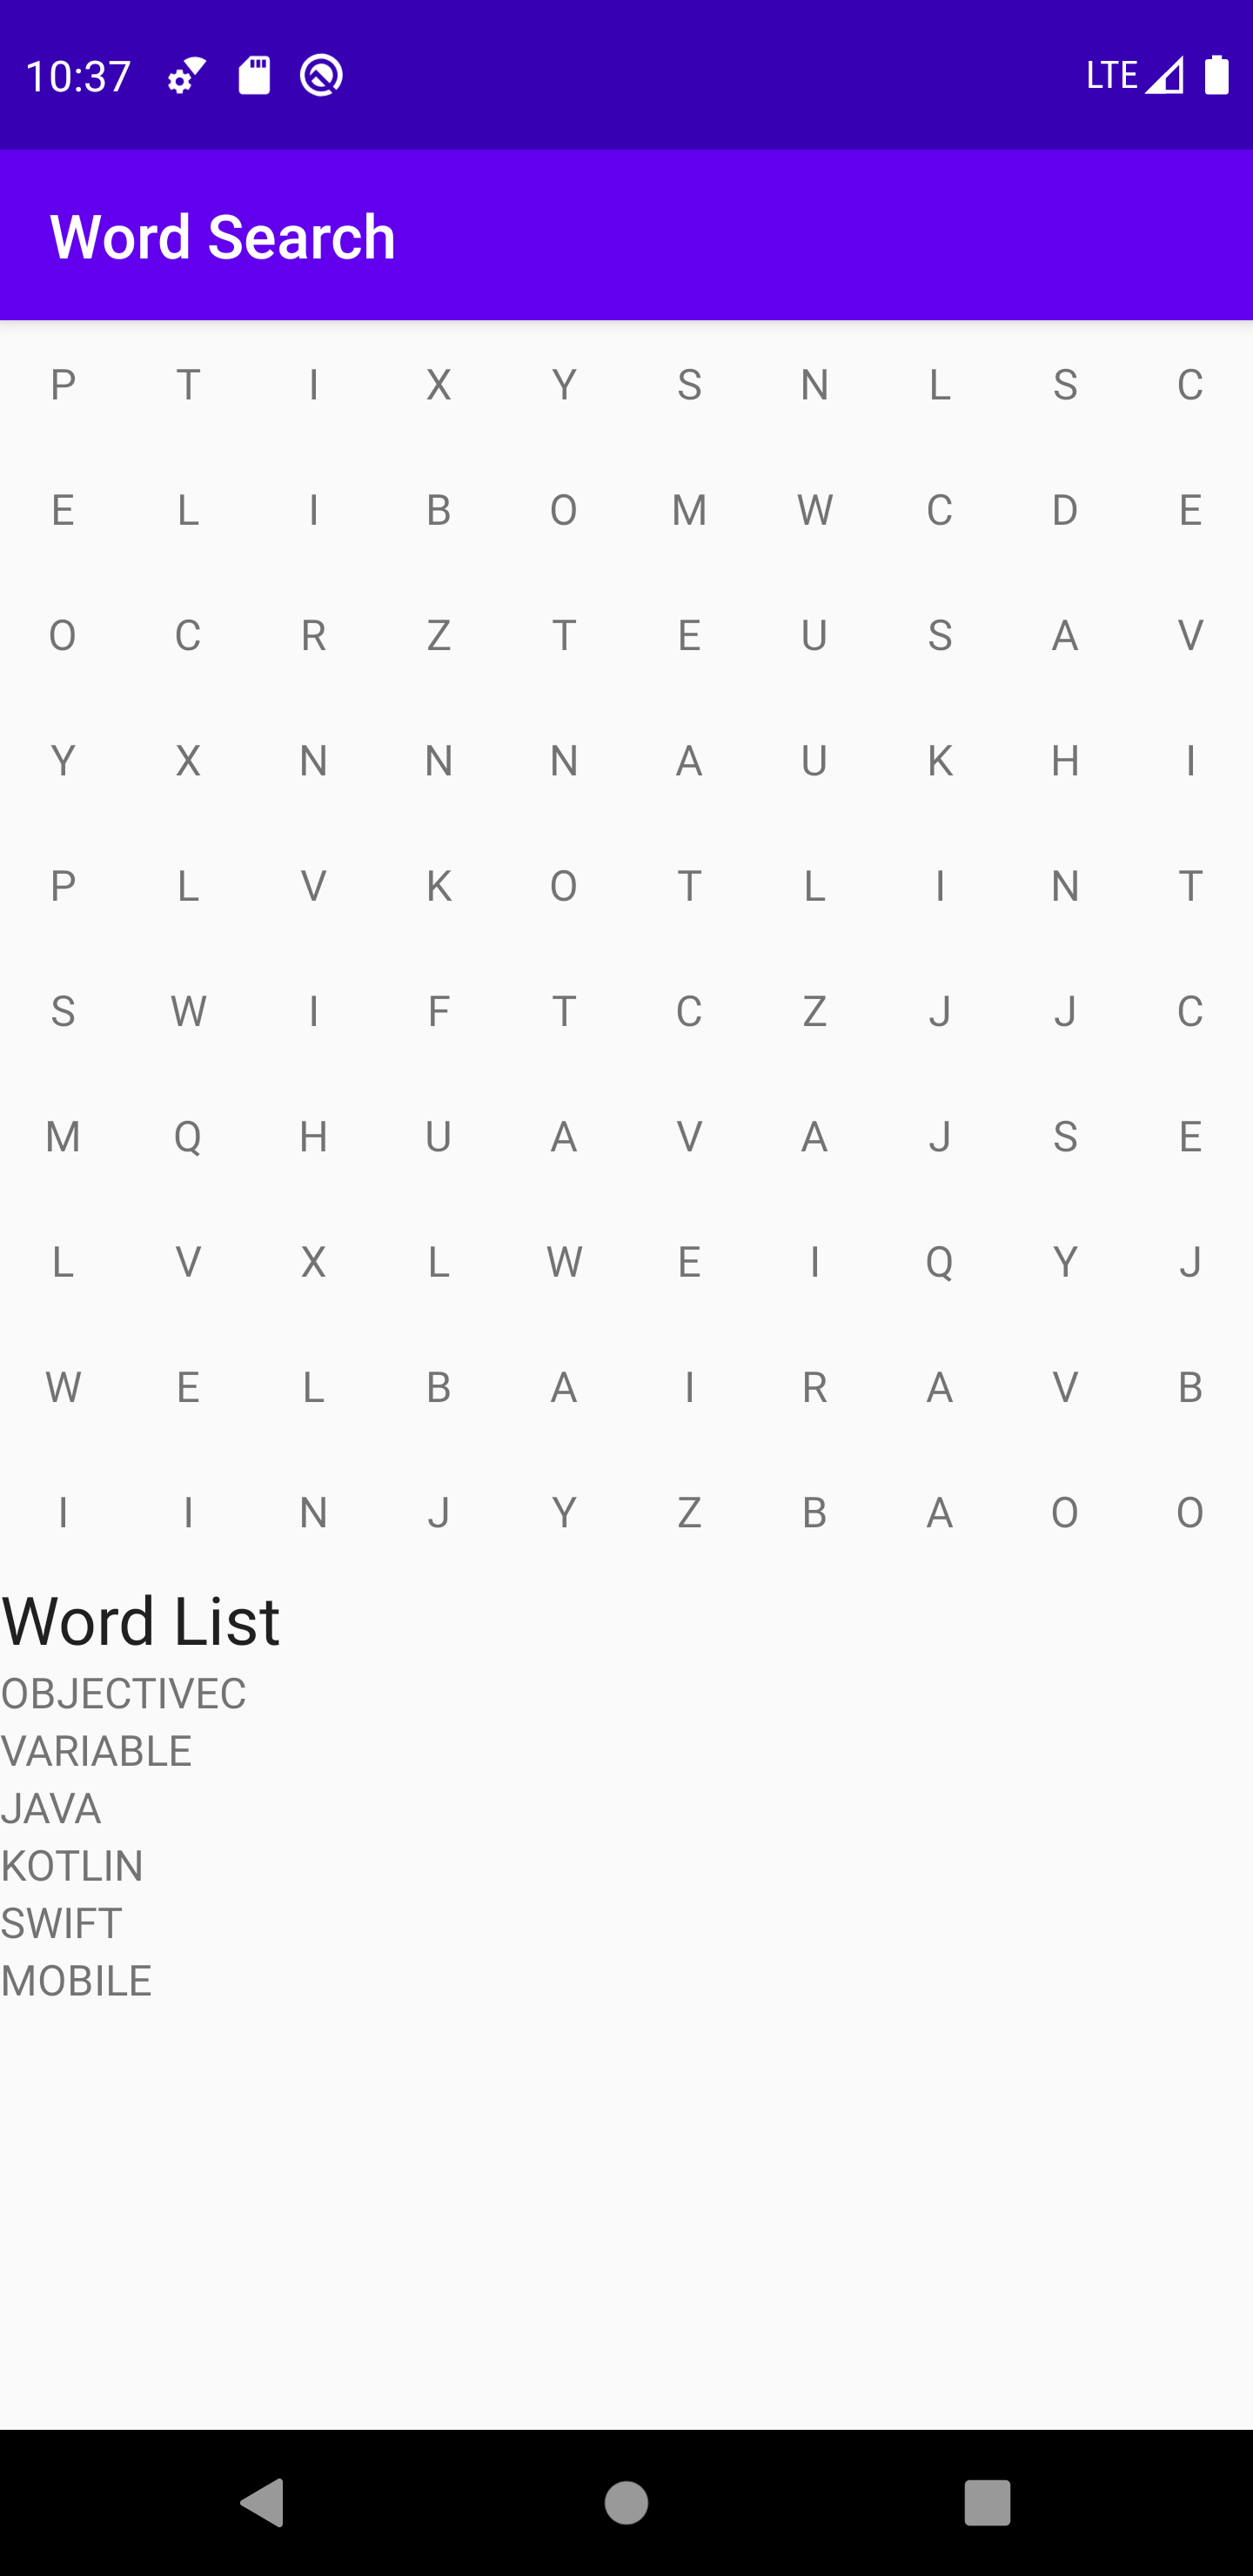 10:37 LTE
Word Search
P T I X Y S N L S C
E L I B O M W C D E
O C R Z T E U S A V
Y X N N N A U K H I
P L V K O T L I N T
S W I F T C Z J J C
M Q H U A V A J S E
L V X L W E I Q Y J
W E L B A I R A V B
I I N J Y Z B A O O
Word List
OBJECTIVEC
VARIABLE
JAVA
KOTLIN
SWIFT
MOBILE